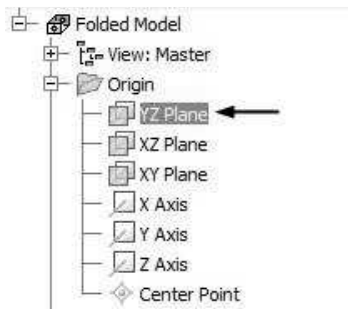 Folded Model
View: Master
Origin
YZ Plane
XZ Plane
XY Plane
X Axis
Y Axis
Z Axis
Center Point